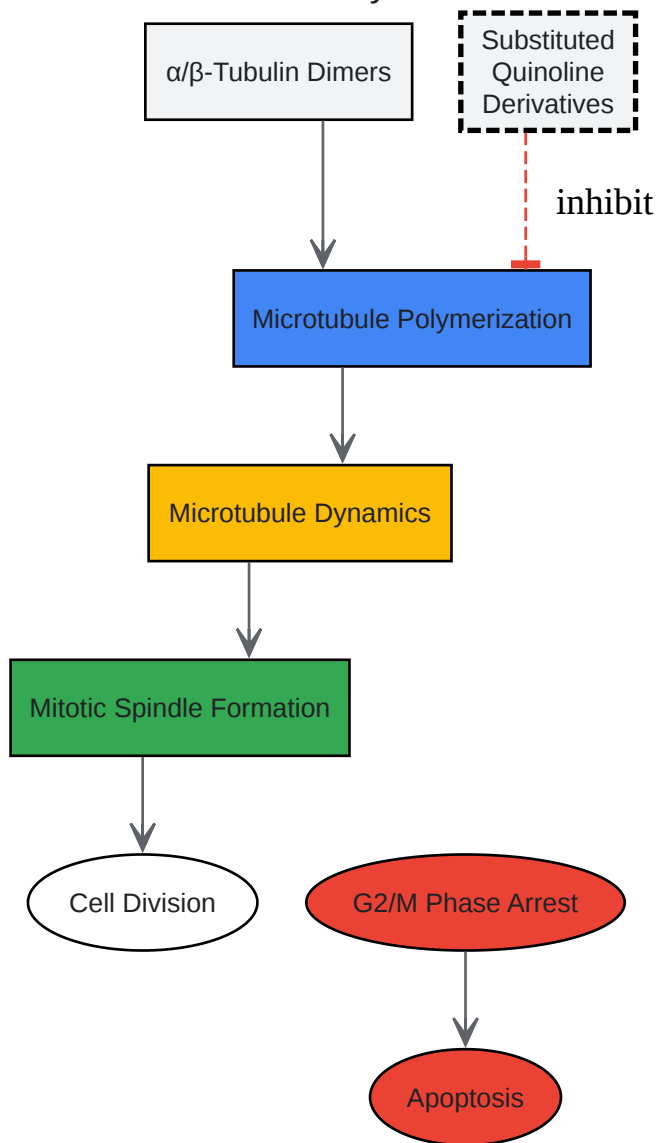 α/β-Tubulin Dimers
Substituted
Quinoline
Derivatives
inhibit
Microtubule Polymerization
Microtubule Dynamics
Mitotic Spindle Formation
Cell Division
G2/M Phase Arrest
Apoptosis